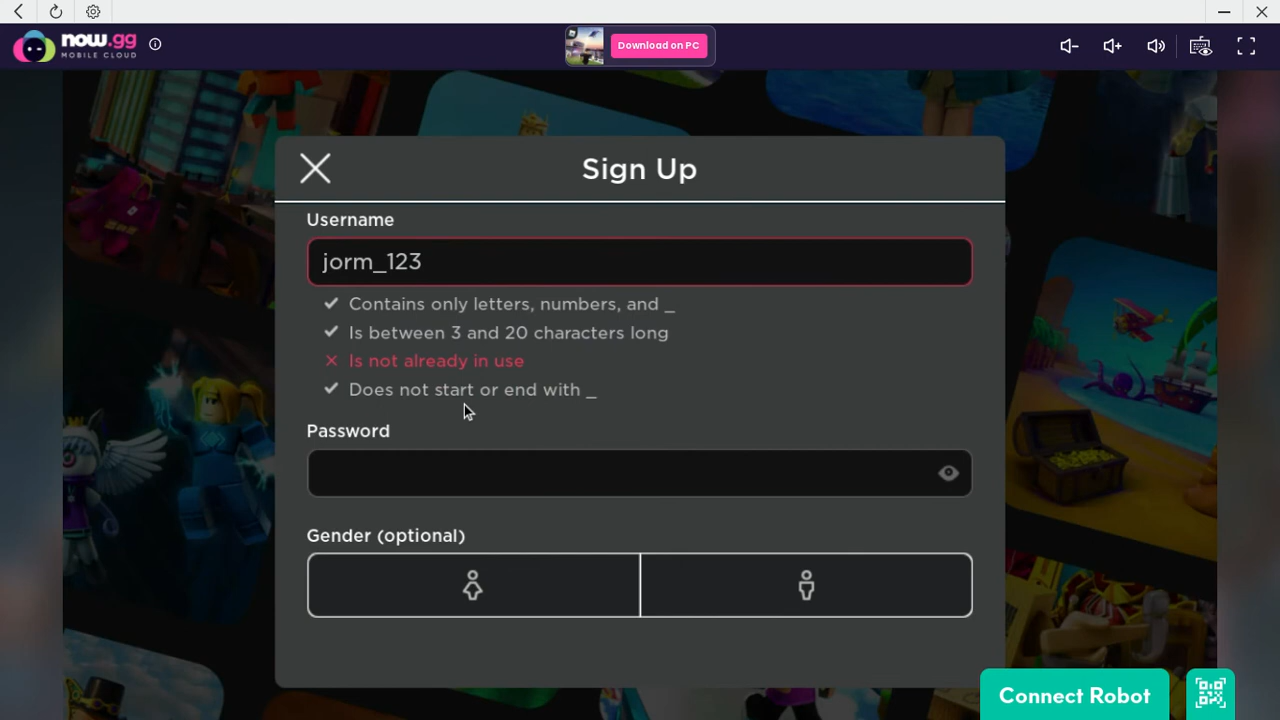 now.gg
MOBILE CLOUD
Download on PC
Sign Up
Username
jorm_123
Contains only letters, numbers, and _
Is between 3 and 20 characters long
Is not already in use
Does not start or end with _
Password
Gender (optional)
Connect Robot